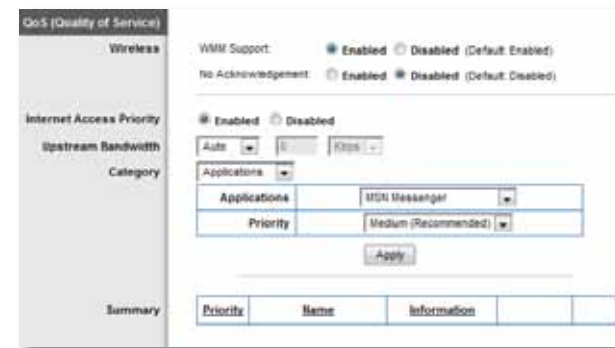 QoS (Quality of Service)
Wireless
WMM Support: Enabled Disabled (Default: Enabled)
No Acknowledgement: Enabled Disabled (Default: Disabled)
Internet Access Priority Enabled Disabled
Upstream Bandwidth Auto 0 Kbps
Category Applications
Applications MSN Messenger
Priority Medium (Recommended)
Apply
Summary
Priority Name Information